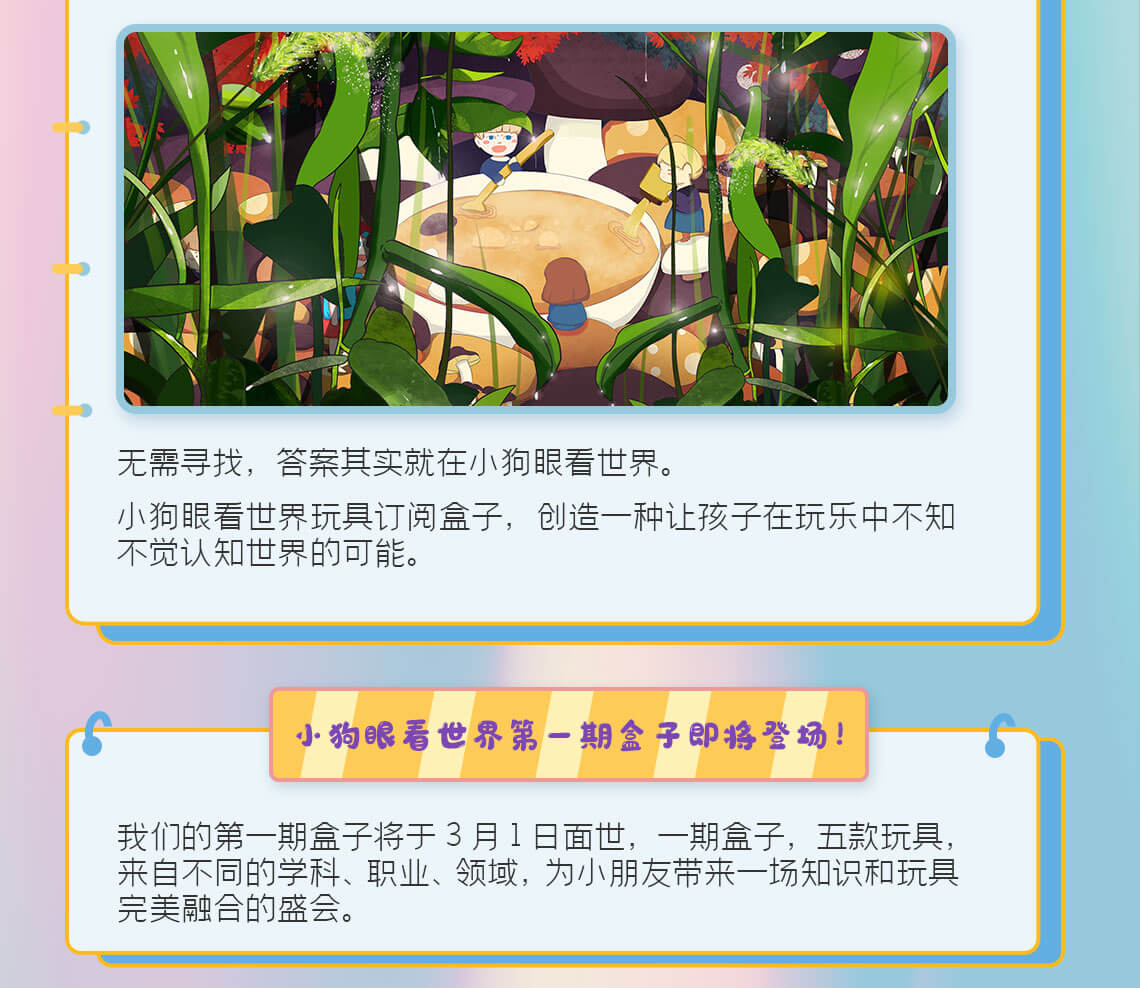 无需寻找，答案其实就在小狗眼看世界。
小狗眼看世界玩具订阅盒子，创造一种让孩子在玩乐中不知
不觉认知世界的可能。
小狗眼看世界第一期盒子即将登场！
我们的第一期盒子将于 3 月 1 日面世，一期盒子，五款玩具，
来自不同的学科、职业、领域，为小朋友带来一场知识和玩具
完美融合的盛会。